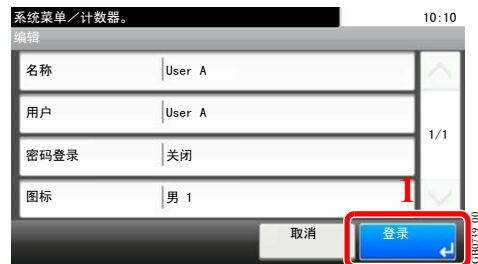 系统菜单／计数器。 10:10
编辑
名称 User A
用户 User A
1/1
密码登录 关闭
图标 男 1
1
取消 登录
GB0739_00